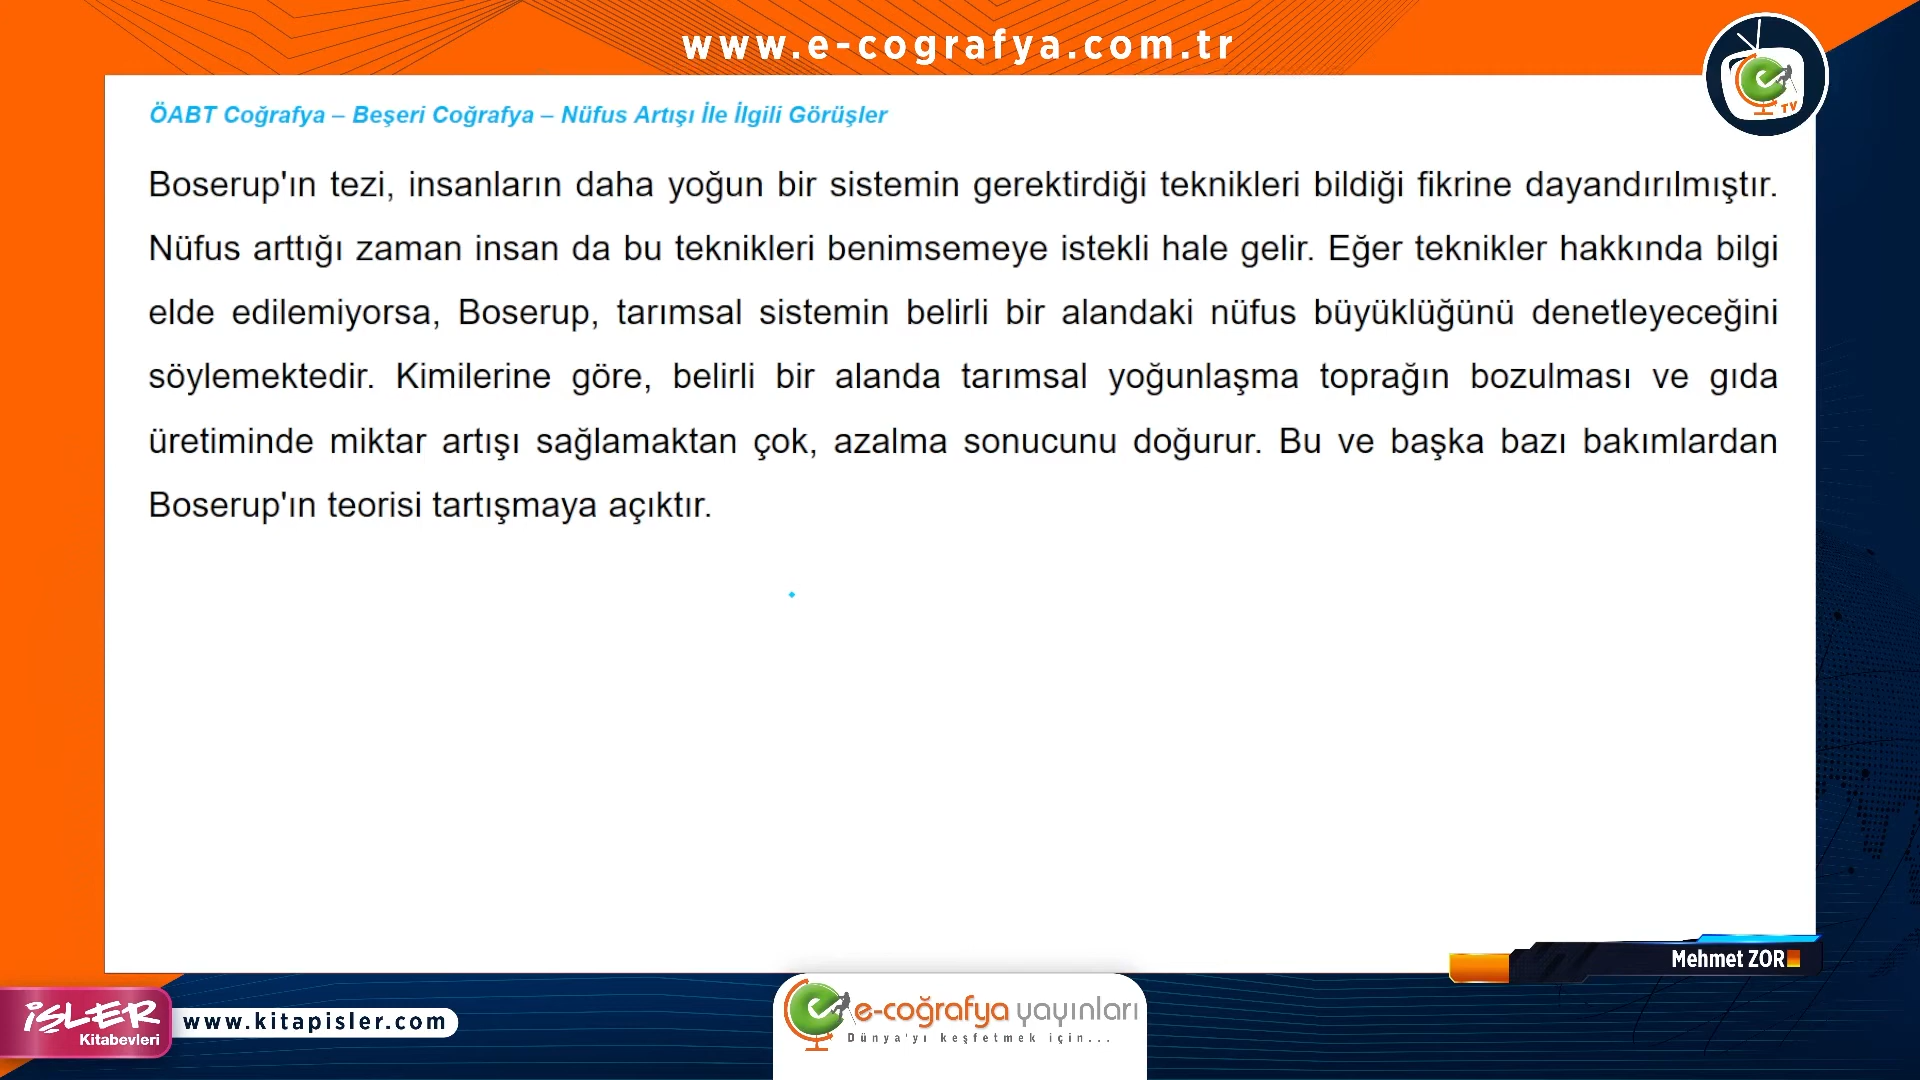 www.e-cografya.com.tr
TV
ÖABT Coğrafya – Beşeri Coğrafya – Nüfus Artışı İle İlgili Görüşler
Boserup'ın tezi, insanların daha yoğun bir sistemin gerektirdiği teknikleri bildiği fikrine dayandırılmıştır.
Nüfus arttığı zaman insan da bu teknikleri benimsemeye istekli hale gelir. Eğer teknikler hakkında bilgi
elde edilemiyorsa, Boserup, tarımsal sistemin belirli bir alandaki nüfus büyüklüğünü denetleyeceğini
söylemektedir. Kimilerine göre, belirli bir alanda tarımsal yoğunlaşma toprağın bozulması ve gıda
üretiminde miktar artışı sağlamaktan çok, azalma sonucunu doğurur. Bu ve başka bazı bakımlardan
Boserup'ın teorisi tartışmaya açıktır.
Mehmet ZOR
İŞLER
Kitabevleri
www.kitapisler.com
e-coğrafya yayınları
Dünya'yı keşfetmek için...